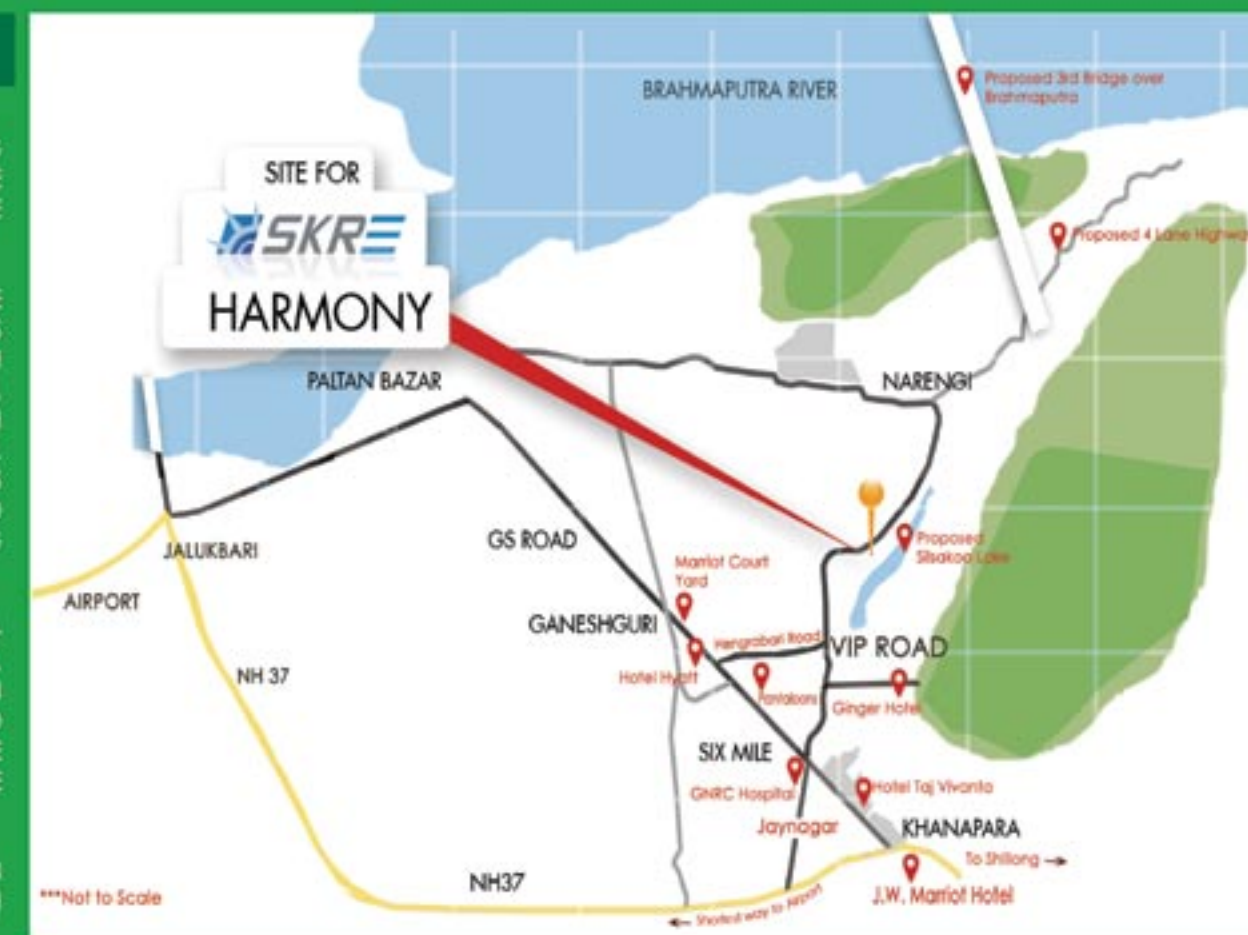 BRAHMAPUTRA RIVER
Proposed 3rd Bridge over
Brahmaputra
SITE FOR
SKRE
HARMONY
Proposed 4 Lane Highwa
PALTAN BAZAR
NARENGI
GS ROAD
JALUKBARI
Proposed
Silsakoo Lake
AIRPORT
Marriot Court
Yard
GANESHGURI
Hengrabari Road
VIP ROAD
Hotel Hyatt
NH 37
Pantaloons
Ginger Hotel
SIX MILE
GNRC Hospital
Hotel Taj Vivanta
Jaynagar
KHANAPARA
To Shillong
NH37
J.W. Marriot Hotel
***Not to Scale
Shortest way to Airport